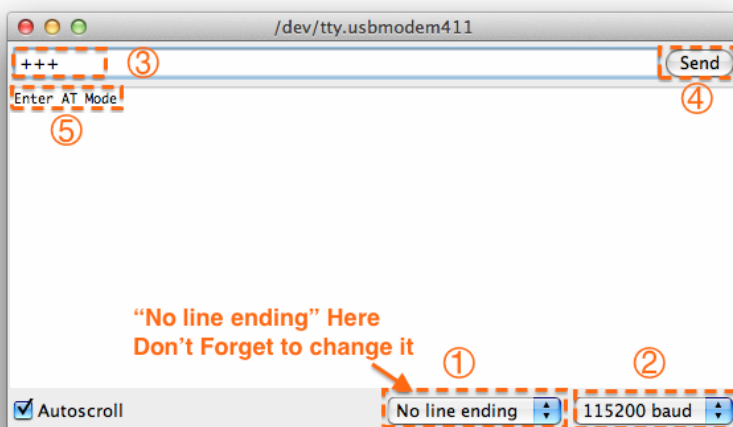 /dev/tty.usbmodem411
+++ ③ Send
④
Enter AT Mode
⑤
“No line ending” Here
Don’t Forget to change it
① ②
Autoscroll No line ending 115200 baud